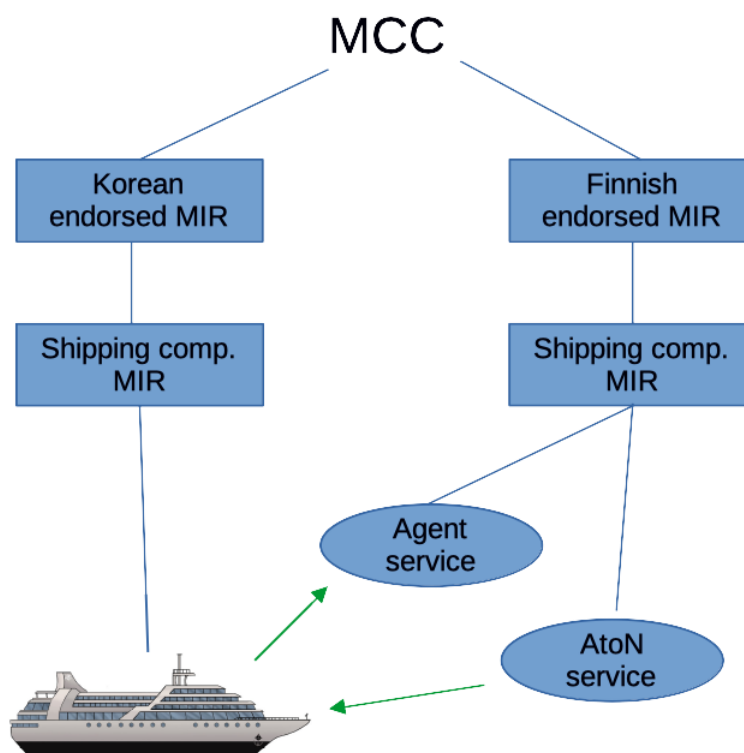 MCC
Korean
endorsed MIR
Finnish
endorsed MIR
Shipping comp.
MIR
Shipping comp.
MIR
Agent
service
AtoN
service